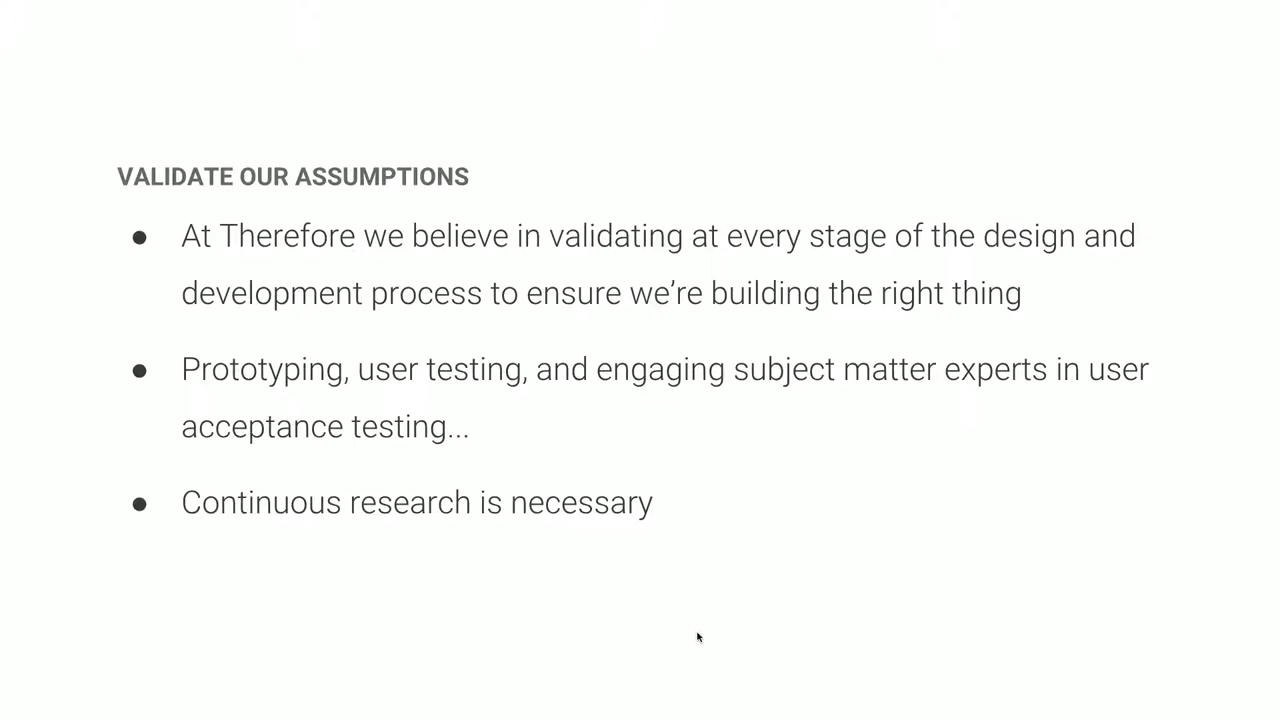 VALIDATE OUR ASSUMPTIONS
● At Therefore we believe in validating at every stage of the design and
development process to ensure we’re building the right thing
● Prototyping, user testing, and engaging subject matter experts in user
acceptance testing...
● Continuous research is necessary